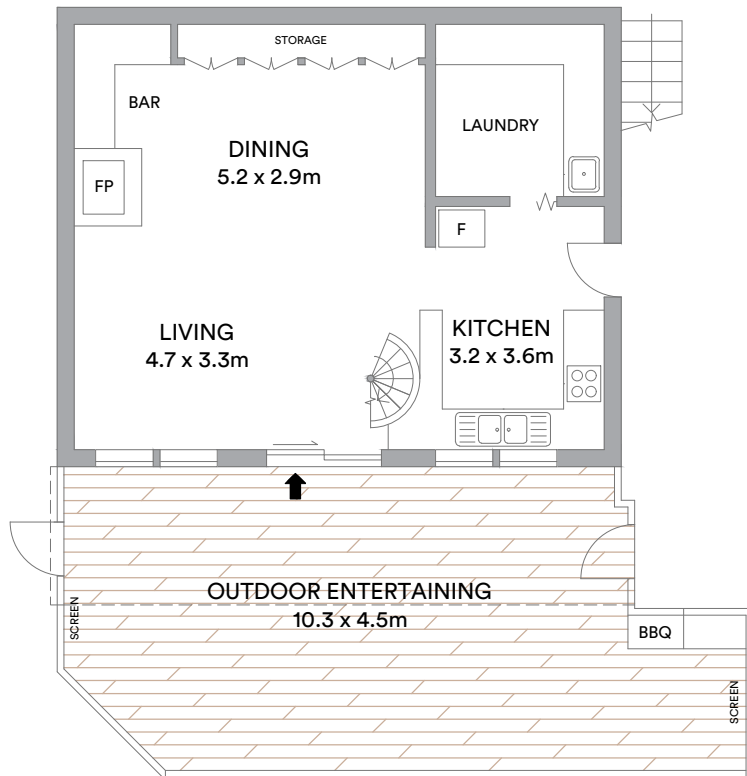 STORAGE
BAR
DINING
5.2 x 2.9m
LAUNDRY
FP
F
LIVING
4.7 x 3.3m
KITCHEN
3.2 x 3.6m
OUTDOOR ENTERTAINING
10.3 x 4.5m
SCREEN
BBQ
SCREEN